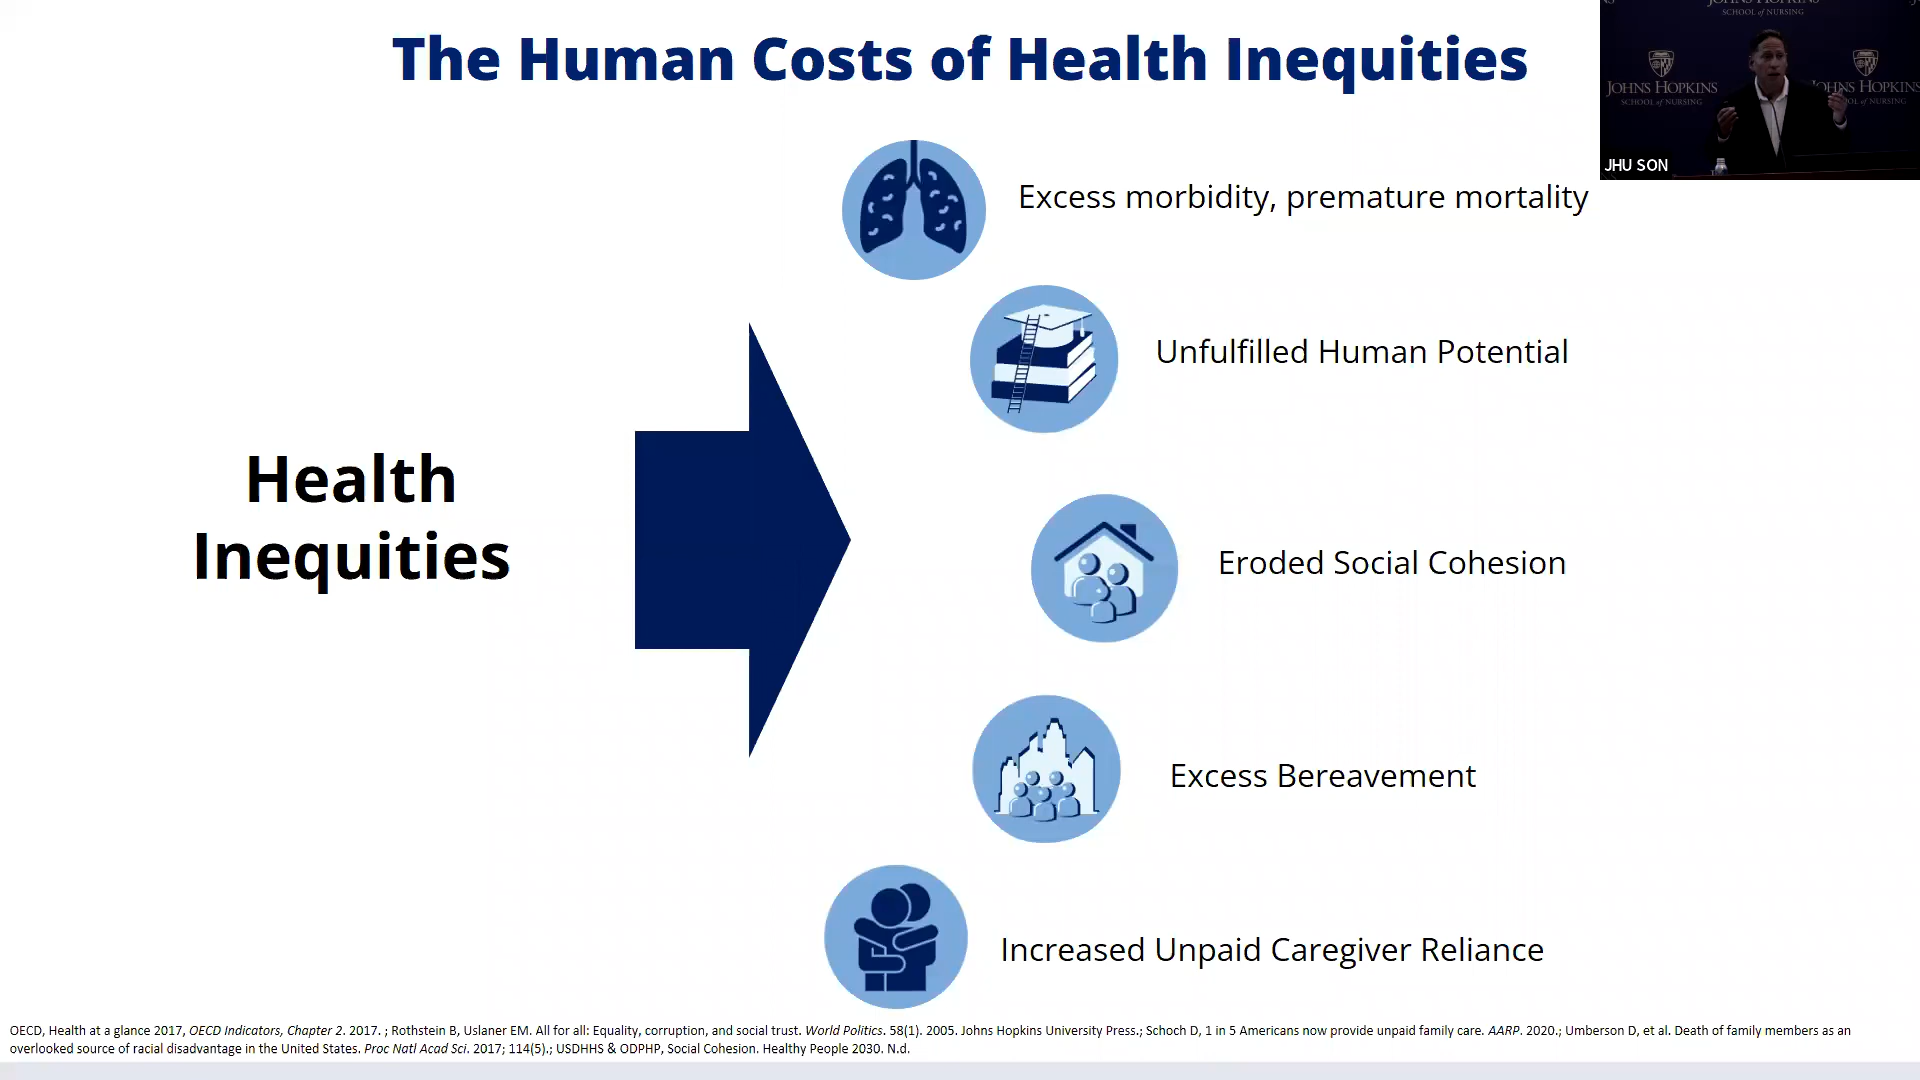 The Human Costs of Health Inequities
SCHOOL of NURSING
JOHNS HOPKINS
SCHOOL of NURSING
JOHNS HOPKINS
JHU SON
Excess morbidity, premature mortality
Unfulfilled Human Potential
Health
Inequities
Eroded Social Cohesion
Excess Bereavement
Increased Unpaid Caregiver Reliance
OECD, Health at a glance 2017, OECD Indicators, Chapter 2. 2017. ; Rothstein B, Uslaner EM. All for all: Equality, corruption, and social trust. World Politics. 58(1). 2005. Johns Hopkins University Press.; Schoch D, 1 in 5 Americans now provide unpaid family care. AARP. 2020.; Umberson D, et al. Death of family members as an
overlooked source of racial disadvantage in the United States. Proc Natl Acad Sci. 2017; 114(5).; USDHHS & ODPHP, Social Cohesion. Healthy People 2030. N.d.